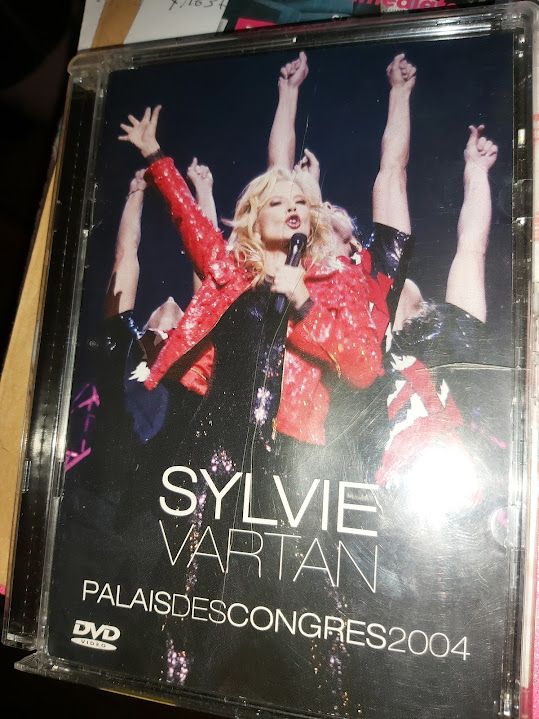 SYLVIE
VARTAN
PALAISDESCONGRES2004
DVD
VIDEO